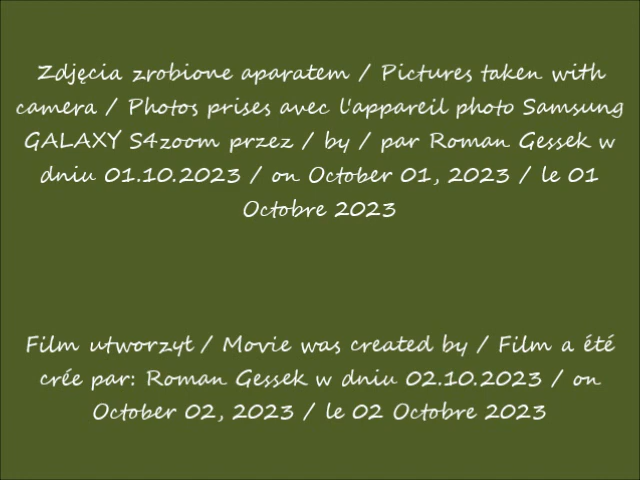 Zdjęcia zrobione aparatem / Pictures taken with
camera / Photos prises avec l'appareil photo Samsung
GALAXY S4zoom przez / by / par Roman Gessek w
dniu 01.10.2023 / on October 01, 2023 / le 01
Octobre 2023
Film utworzył / Movie was created by / Film a été
crée par: Roman Gessek w dniu 02.10.2023 / on
October 02, 2023 / le 02 Octobre 2023